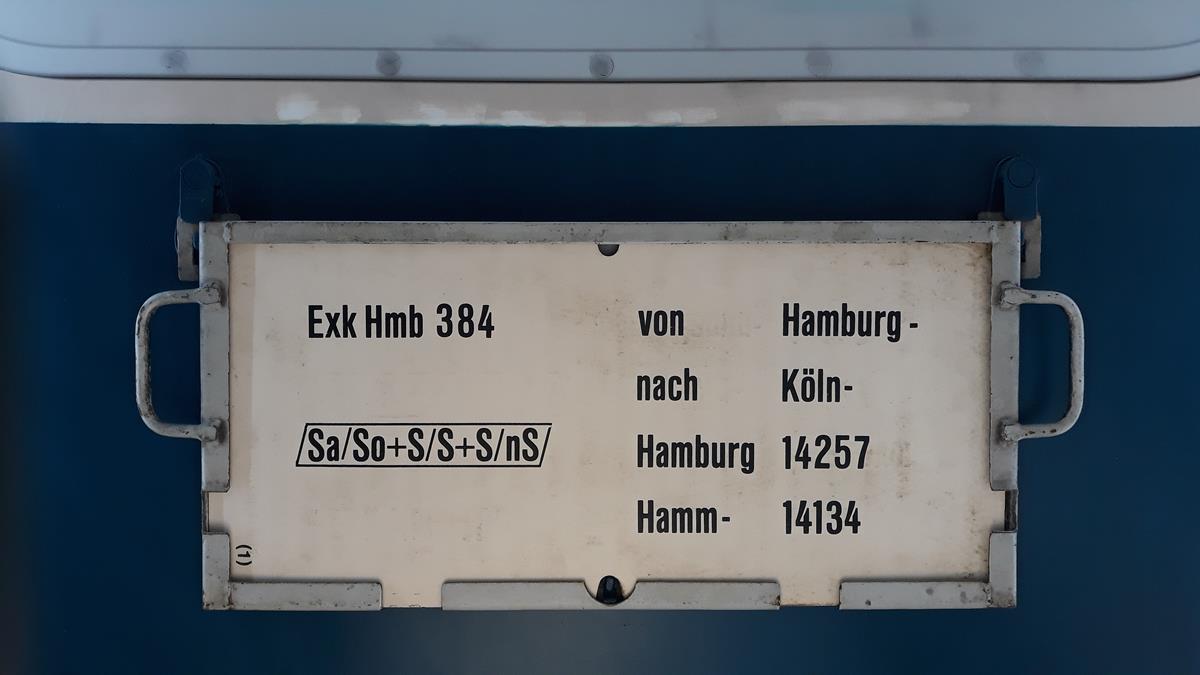 Exk Hmb 384
Sa/So+S/S+S/nS
von Hamburg-
nach Köln-
Hamburg 14257
Hamm- 14134
(1)